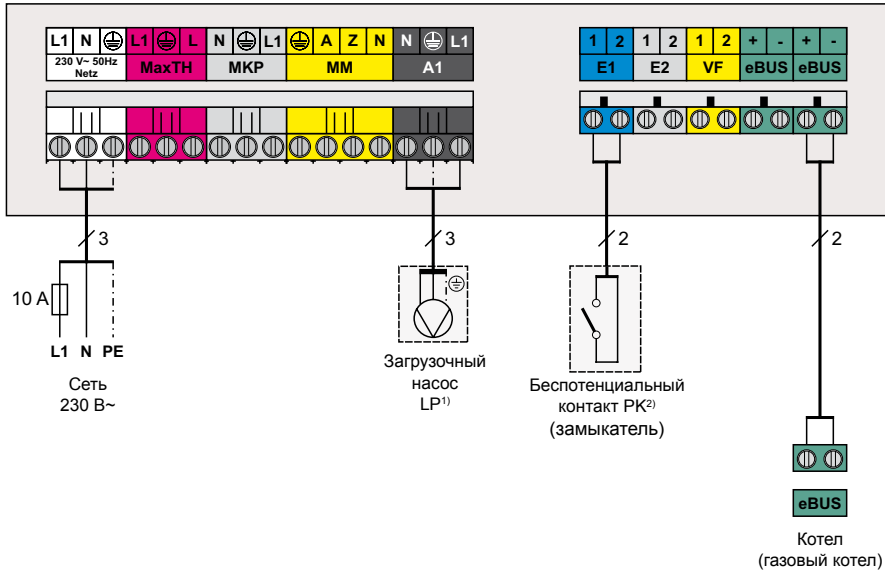 L1 N L1 L N L1 A Z N N L1
230 V~ 50Hz
Netz
MaxTH MKP MM A1
1 2 1 2 1 2 + - + -
E1 E2 VF eBUS eBUS
3 3 2 2
10 A
L1 N PE
Сеть
230 В~
Загрузочный
насос
LP1)
Беспотенциальный
контакт PK2)
(замыкатель)
eBUS
Котел
(газовый котел)